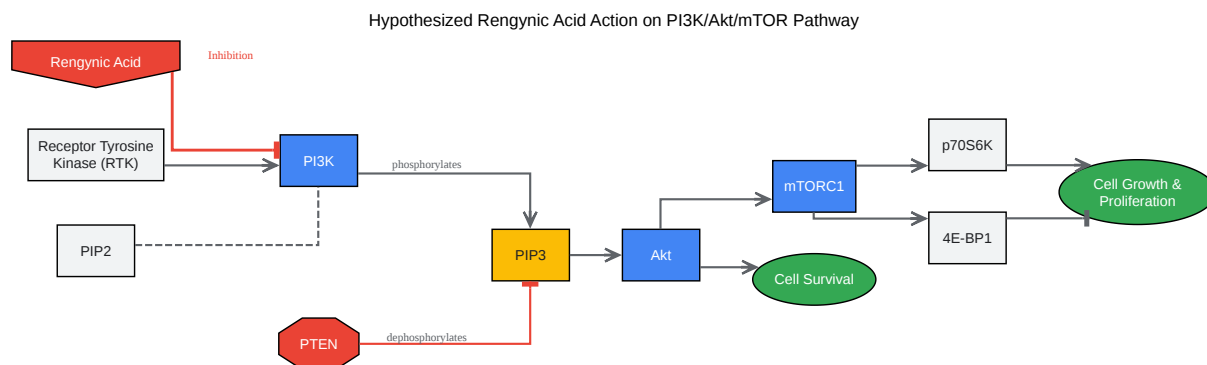 Hypothesized Rengynic Acid Action on PI3K/Akt/mTOR Pathway
Rengynic Acid
Inhibition
Receptor Tyrosine
Kinase (RTK)
PI3K
phosphorylates
PIP2
PIP3
Akt
mTORC1
p70S6K
4E-BP1
Cell Growth &
Proliferation
Cell Survival
PTEN
dephosphorylates